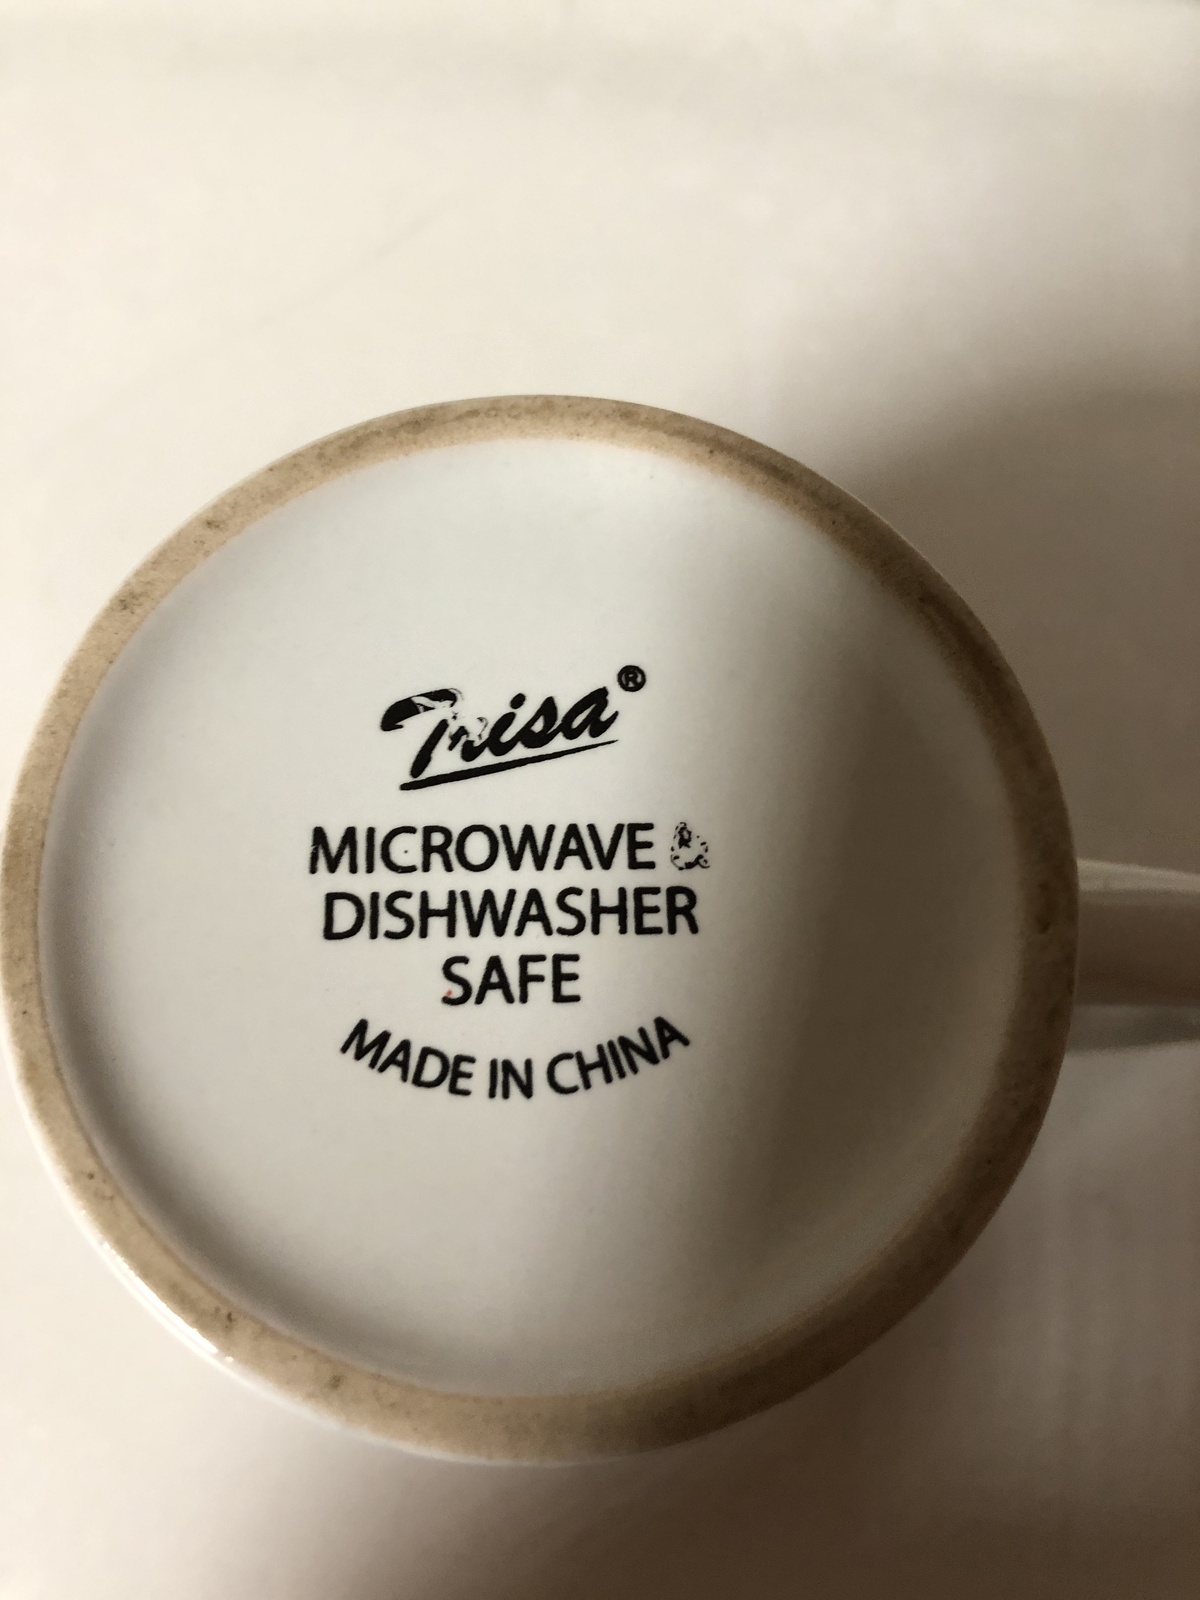 Trisa®
MICROWAVE &
DISHWASHER
SAFE
MADE IN CHINA